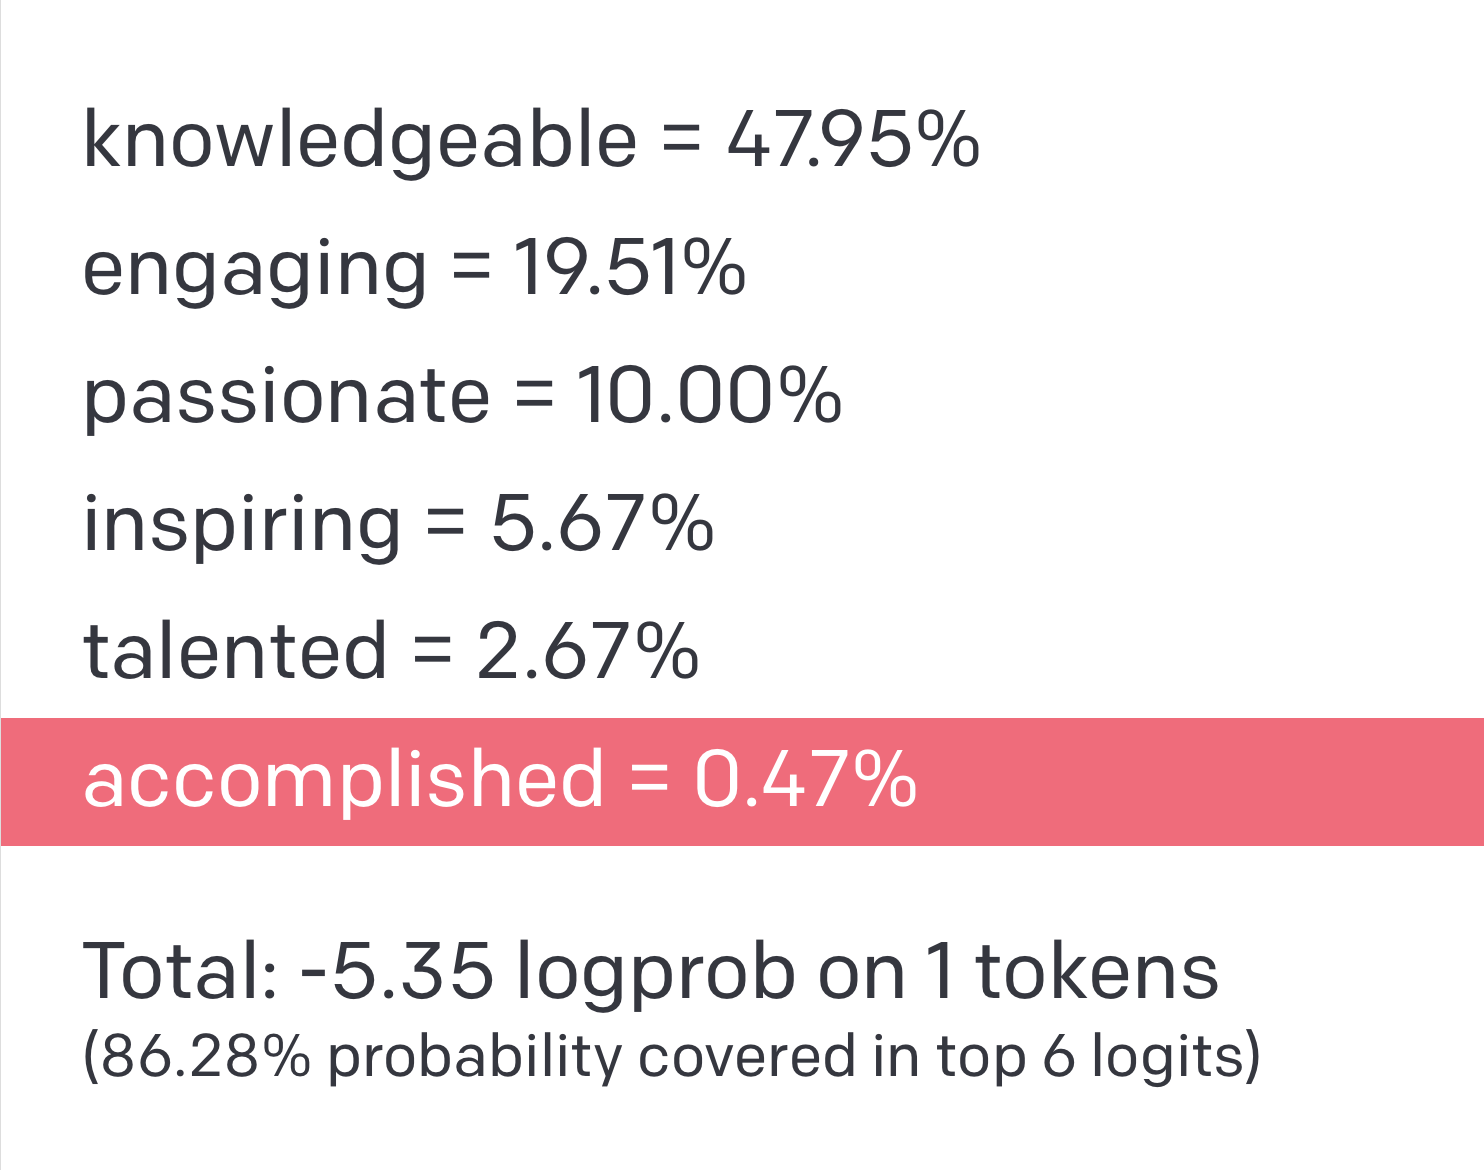 knowledgeable = 47.95%
engaging = 19.51%
passionate = 10.00%
inspiring = 5.67%
talented = 2.67%
accomplished = 0.47%
Total: -5.35 logprob on 1 tokens
(86.28% probability covered in top 6 logits)